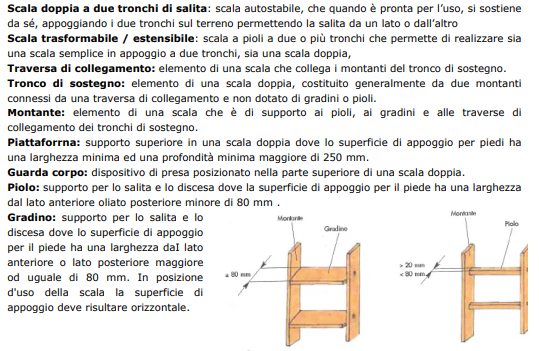 Scala doppia a due tronchi di salita: scala autostabile, che quando è pronta per l'uso, si sostiene
da sé, appoggiando i due tronchi sul terreno permettendo la salita da un lato o dall'altro
Scala trasformabile / estensibile: scala a pioli a due o più tronchi che permette di realizzare sia
una scala semplice in appoggio a due tronchi, sia una scala doppia,
Traversa di collegamento: elemento di una scala che collega i montanti del tronco di sostegno.
Tronco di sostegno: elemento di una scala doppia, costituito generalmente da due montanti
connessi da una traversa di collegamento e non dotato di gradini o pioli.
Montante: elemento di una scala che è di supporto ai pioli, ai gradini e alle traverse di
collegamento dei tronchi di sostegno.
Piattaforrna: supporto superiore in una scala doppia dove lo superficie di appoggio per piedi ha
una larghezza minima ed una profondità minima maggiore di 250 mm.
Guarda corpo: dispositivo di presa posizionato nella parte superiore di una scala doppia.
Piolo: supporto per lo salita e lo discesa dove la superficie di appoggio per il piede ha una larghezza
dal lato anteriore oliato posteriore minore di 80 mm .
Gradino: supporto per lo salita e lo
discesa dove lo superficie di appoggio
per il piede ha una larghezza daI lato
anteriore o lato posteriore maggiore
od uguale di 80 mm. In posizione
d'uso della scala la superficie di
appoggio deve risultare orizzontale.
Montante
Gradino
≥ 80 mm
Montante
Piolo
> 20 mm
< 80 mm